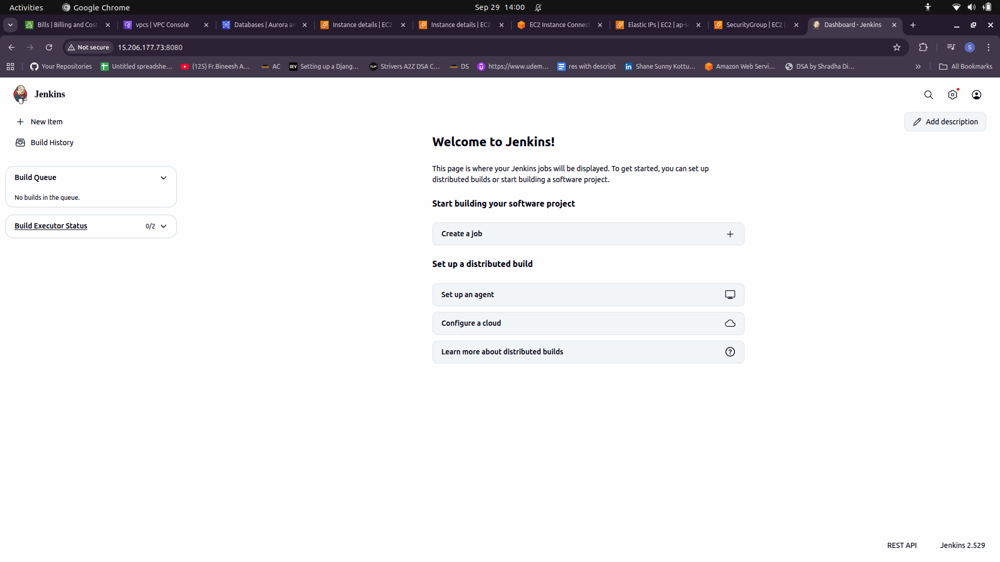 Activities
Google Chrome
Sep 29 14:00
Bills | Billing and Cost
vpcs | VPC Console
Databases | Aurora an
Instance details | EC2
Instance details | EC2
EC2 Instance Connect
Elastic IPs | EC2 | ap-s
SecurityGroup | EC2 |
Dashboard - Jenkins
Not secure
15.206.177.73:8080
S
Your Repositories
Untitled spreadshe...
(125) Fr.Bineesh A...
AC
DEV
Setting up a Djang...
TUF
Strivers A2Z DSA C...
DS
https://www.udem...
res with descript
Shane Sunny Kottu...
Amazon Web Servi...
DSA by Shradha Di...
All Bookmarks
Jenkins
New Item
Add description
Build History
Welcome to Jenkins!
This page is where your Jenkins jobs will be displayed. To get started, you can set up
distributed builds or start building a software project.
Build Queue
No builds in the queue.
Start building your software project
Build Executor Status
0/2
Create a job
Set up a distributed build
Set up an agent
Configure a cloud
Learn more about distributed builds
REST API
Jenkins 2.529